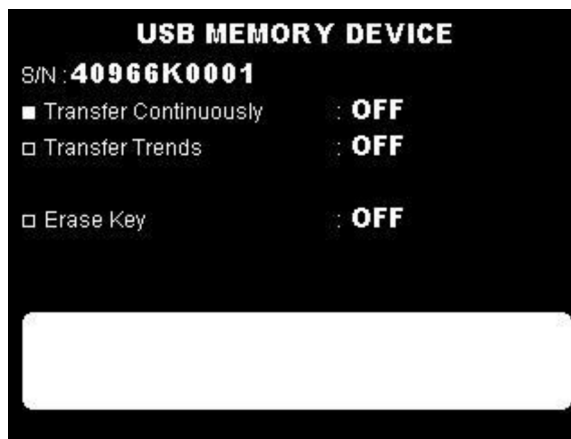 USB MEMORY DEVICE
S/N : 40966K0001
Transfer Continuously : OFF
Transfer Trends : OFF
Erase Key : OFF